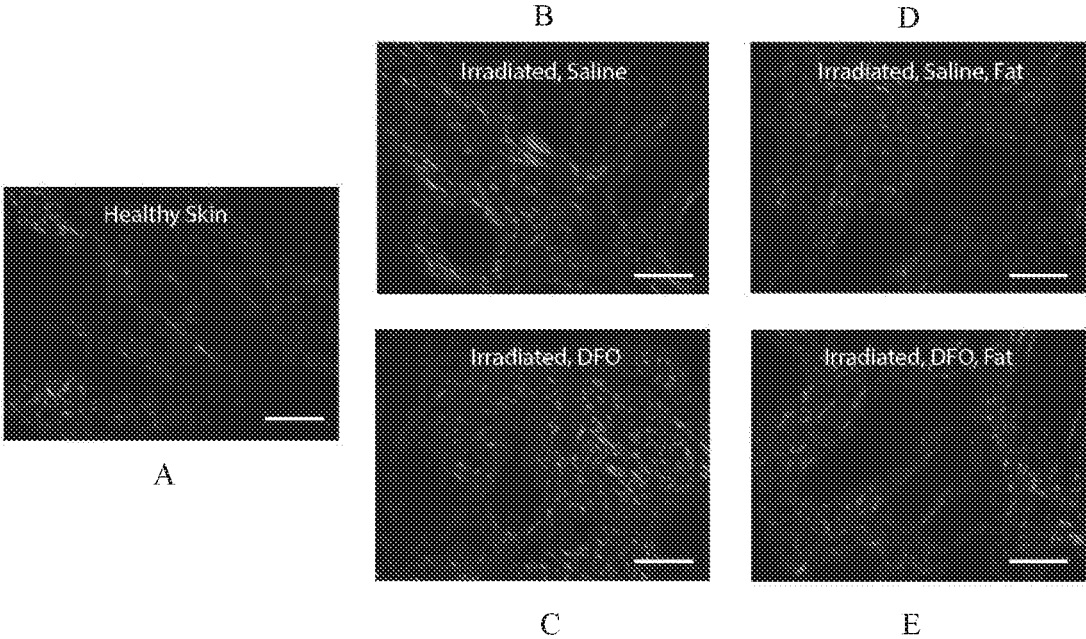 B
D
Irradiated, Saline
Irradiated, Saline, Fat
Healthy Skin
Irradiated, DFO
Irradiated, DFO, Fat
A
C
E